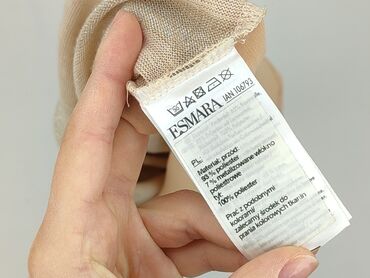 ESMARA
IAN 106793
PL
Materiał: przód:
93 % poliester
7 % metalizowane włókno
poliestrowe
tył:
100% poliester
Prać z podobnymi
kolorami/
zalecamy środek do
prania kolorowych tkanin